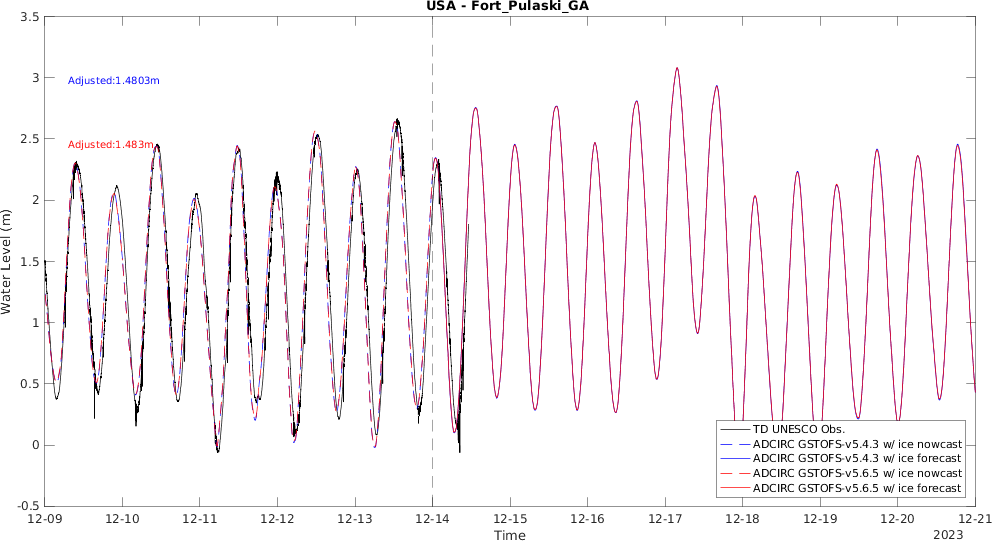 USA - Fort_Pulaski_GA
3.5
3
2.5
2
1.5
1
0.5
0
-0.5
Water Level (m)
Adjusted:1.4803m
Adjusted:1.483m
TD UNESCO Obs.
ADCIRC GSTOFS-v5.4.3 w/ ice nowcast
ADCIRC GSTOFS-v5.4.3 w/ ice forecast
ADCIRC GSTOFS-v5.6.5 w/ ice nowcast
ADCIRC GSTOFS-v5.6.5 w/ ice forecast
12-09 12-10 12-11 12-12 12-13 12-14 12-15 12-16 12-17 12-18 12-19 12-20 12-21
Time
2023